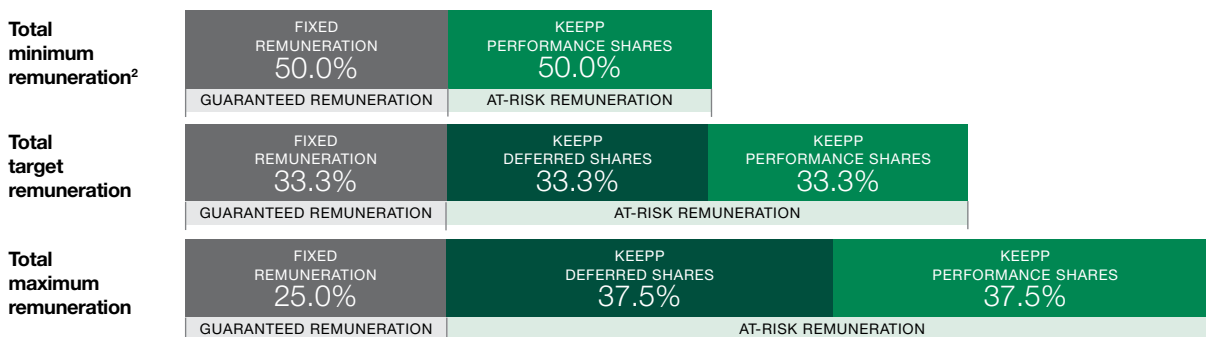 Total
minimum
remuneration²
FIXED
REMUNERATION
50.0%
KEEPP
PERFORMANCE SHARES
50.0%
GUARANTEED REMUNERATION
AT-RISK REMUNERATION
Total
target
remuneration
FIXED
REMUNERATION
33.3%
KEEPP
DEFERRED SHARES
33.3%
KEEPP
PERFORMANCE SHARES
33.3%
GUARANTEED REMUNERATION
AT-RISK REMUNERATION
Total
maximum
remuneration
FIXED
REMUNERATION
25.0%
KEEPP
DEFERRED SHARES
37.5%
KEEPP
PERFORMANCE SHARES
37.5%
GUARANTEED REMUNERATION
AT-RISK REMUNERATION